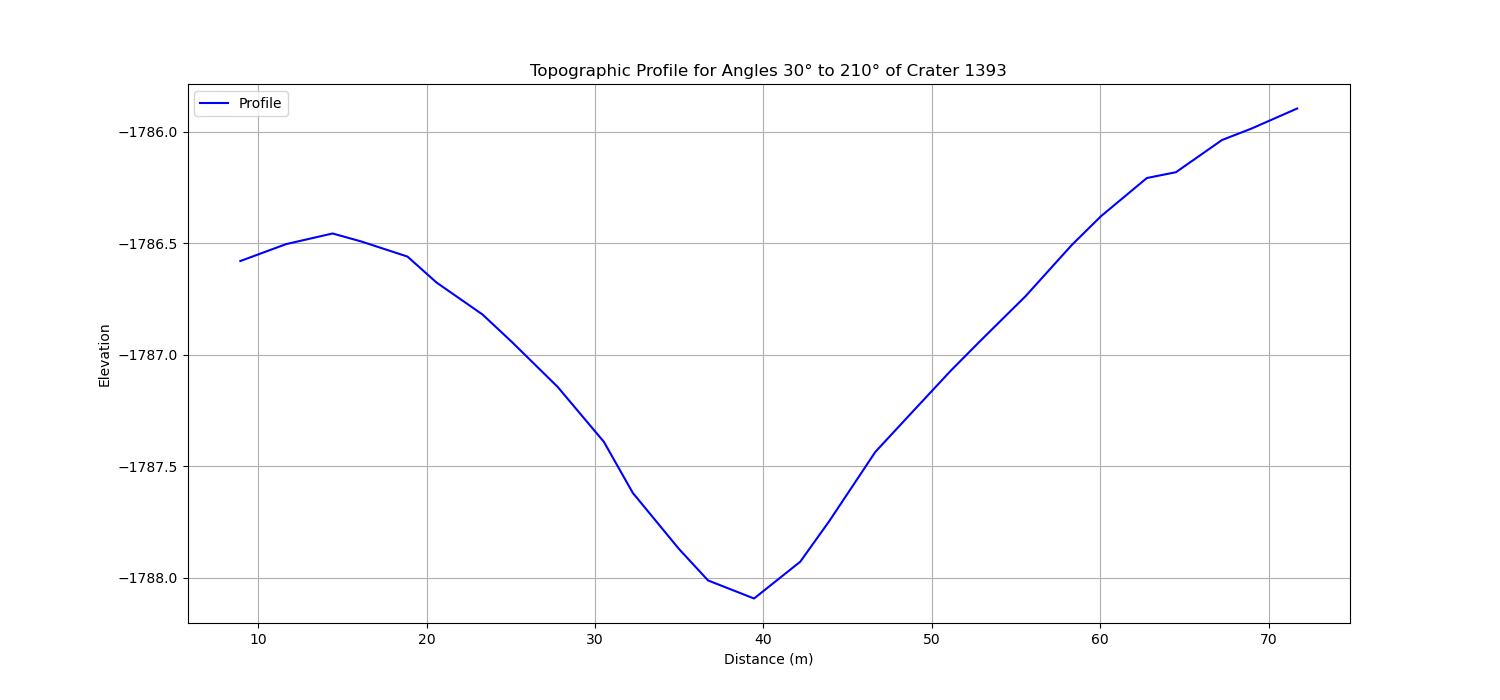 Topographic Profile for Angles 30° to 210° of Crater 1393
Profile
−1786.0
−1786.5
−1787.0
−1787.5
−1788.0
Elevation
10 20 30 40 50 60 70
Distance (m)